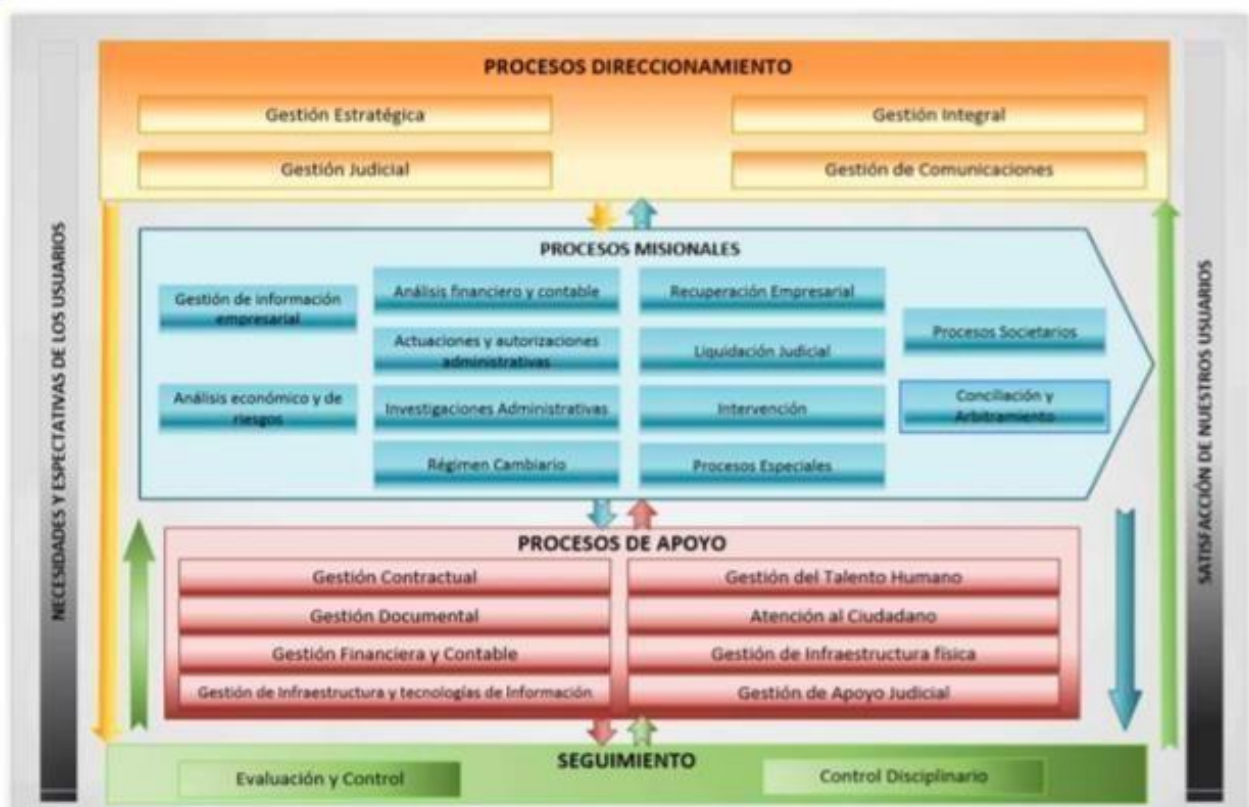 NECESIDADES Y ESPECTATIVAS DE LOS USUARIOS
PROCESOS DIRECCIONAMIENTO
Gestión Estratégica
Gestión Integral
Gestión Judicial
Gestión de Comunicaciones
PROCESOS MISIONALES
Gestión de información
empresarial
Análisis económico y de
riesgos
Análisis financiero y contable
Actuaciones y autorizaciones
administrativas
Investigaciones Administrativas
Régimen Cambiario
Recuperación Empresarial
Liquidación Judicial
Intervención
Procesos Especiales
Procesos Societarios
Conciliación y
Arbitramiento
PROCESOS DE APOYO
Gestión Contractual
Gestión del Talento Humano
Gestión Documental
Atención al Ciudadano
Gestión Financiera y Contable
Gestión de Infraestructura física
Gestión de Infraestructura y tecnologías de Información
Gestión de Apoyo Judicial
SEGUIMIENTO
Evaluación y Control
Control Disciplinario
SATISFACCIÓN DE NUESTROS USUARIOS